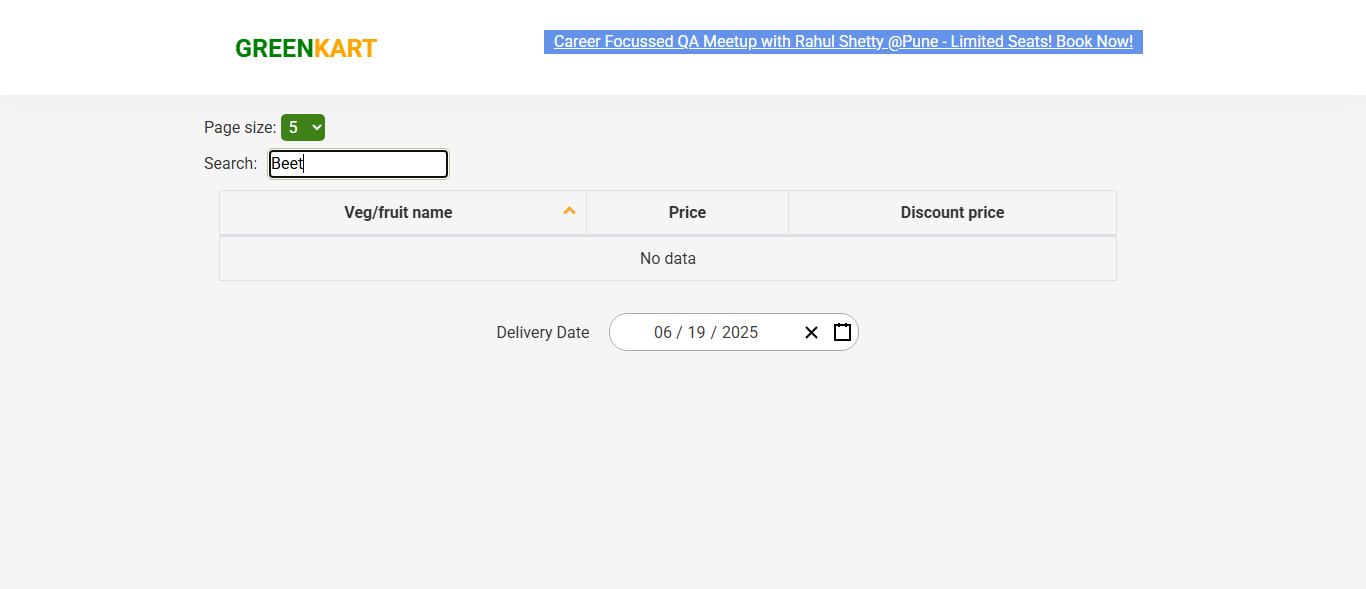 GREENKART
Career Focussed QA Meetup with Rahul Shetty @Pune - Limited Seats! Book Now!
Page size: 5
Search: Beet
Veg/fruit name Price Discount price
No data
Delivery Date 06 / 19 / 2025